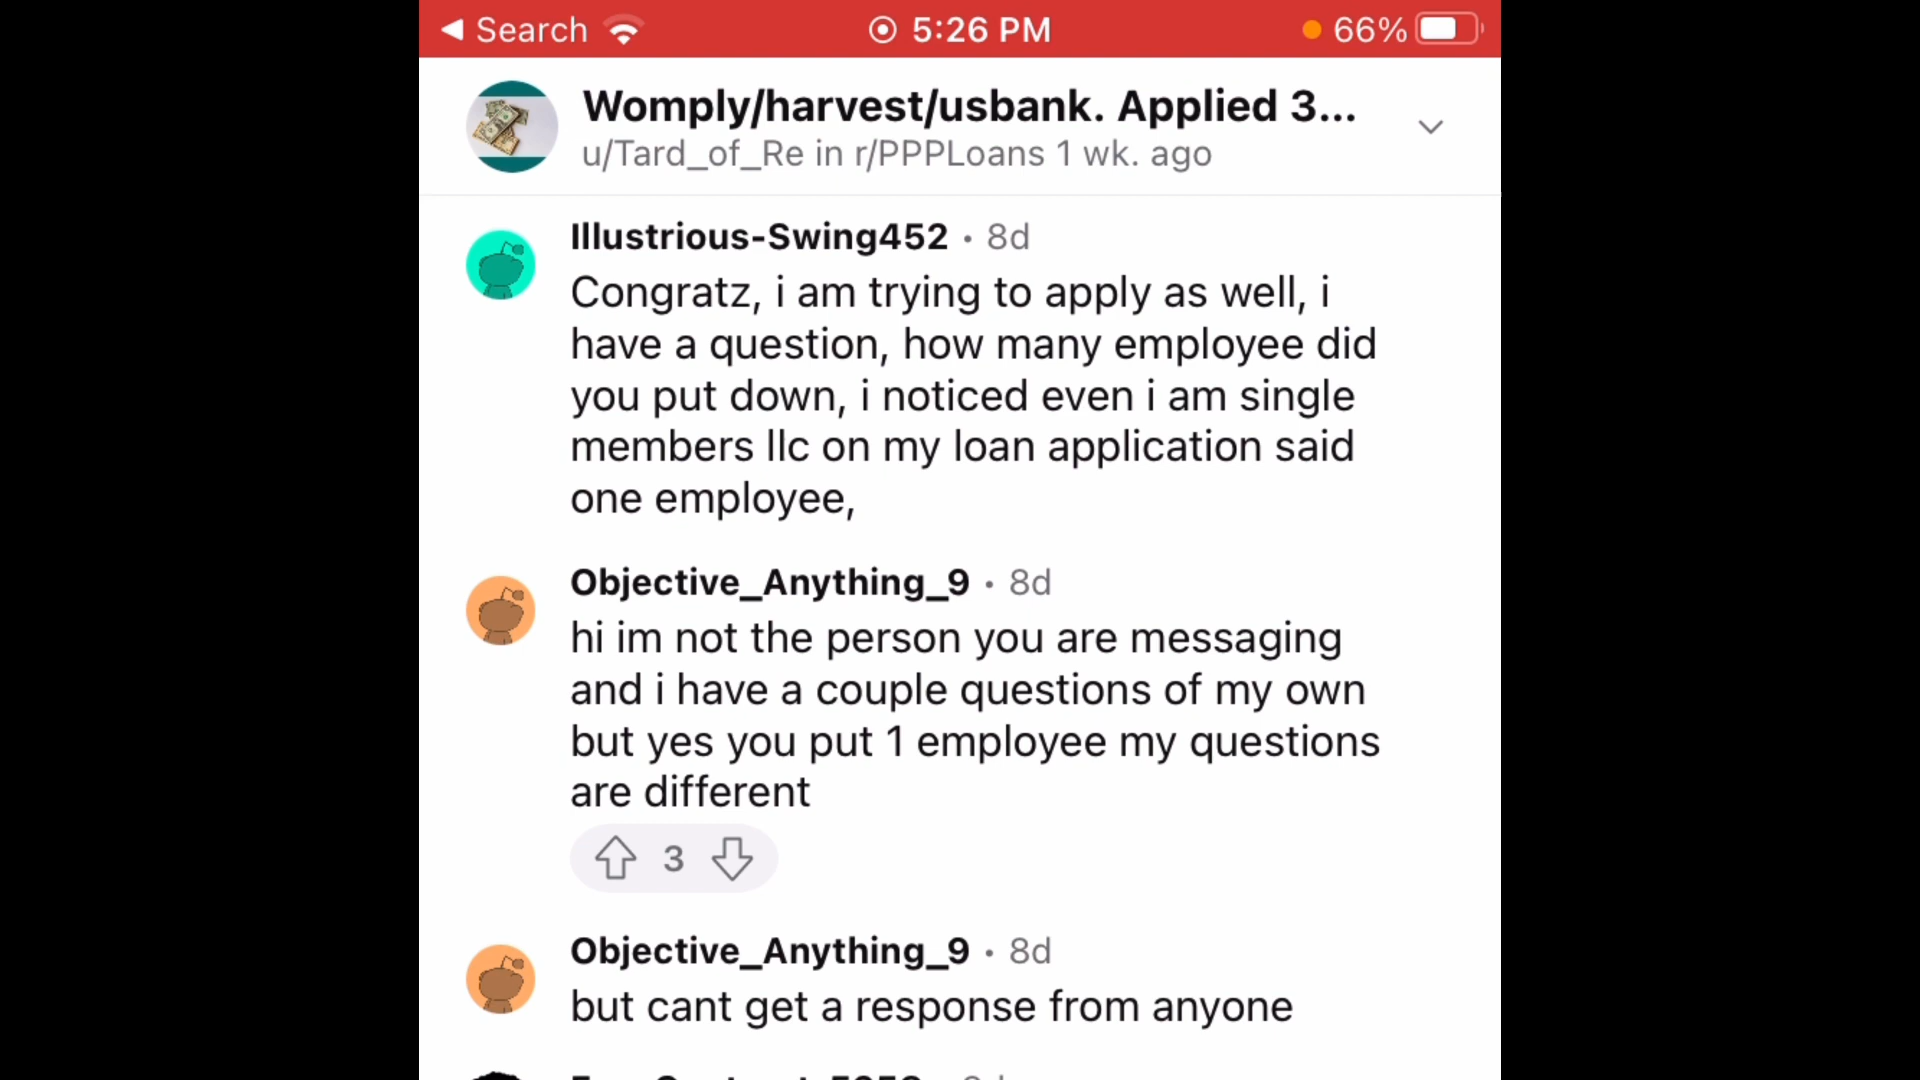 Search 5:26 PM 66%
Womply/harvest/usbank. Applied 3...
u/Tard_of_Re in r/PPPLoans 1 wk. ago
Illustrious-Swing452 • 8d
Congratz, i am trying to apply as well, i
have a question, how many employee did
you put down, i noticed even i am single
members llc on my loan application said
one employee,
Objective_Anything_9 • 8d
hi im not the person you are messaging
and i have a couple questions of my own
but yes you put 1 employee my questions
are different
3
Objective_Anything_9 • 8d
but cant get a response from anyone